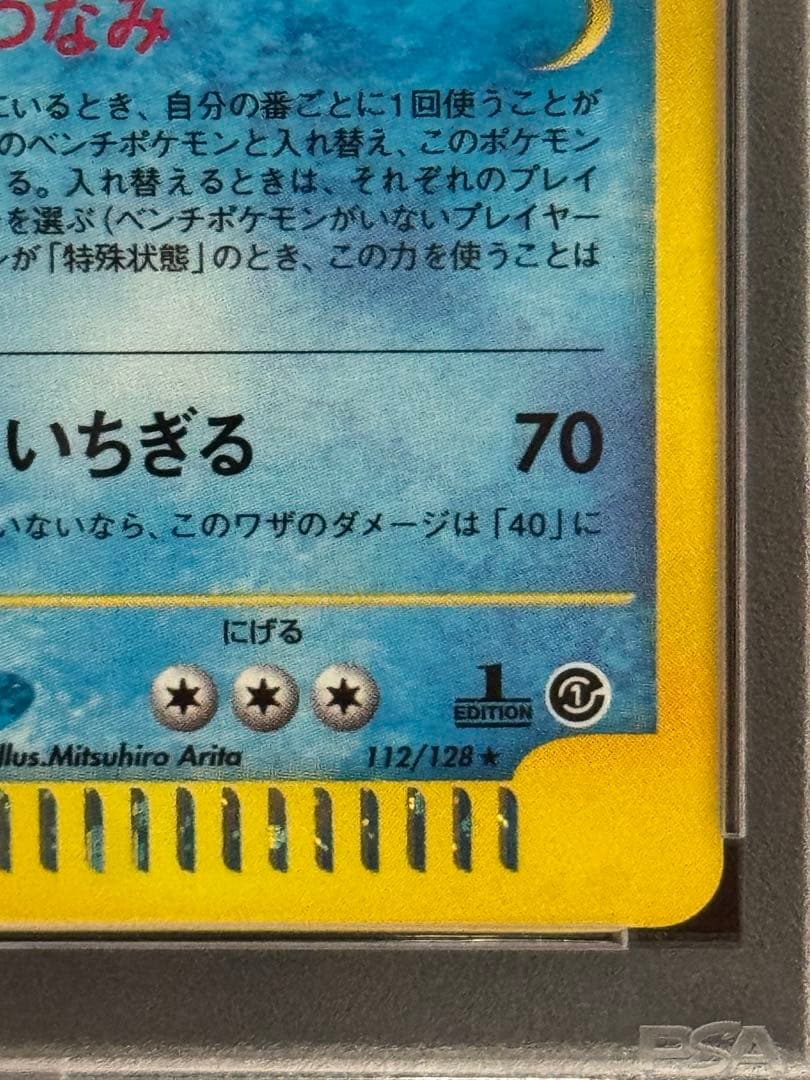 つなみ
いるとき、自分の番ごとに1回使うことが
のベンチポケモンと入れ替え、このポケモン
る。入れ替えるときは、それぞれのプレイ
を選ぶ(ベンチポケモンがいないプレイヤー
ンが「特殊状態」のとき、この力を使うことは
いちぎる 70
いないなら、このワザのダメージは「40」に
にげる
1
EDITION
1
Illus.Mitsuhiro Arita 112/128 ★
PSA